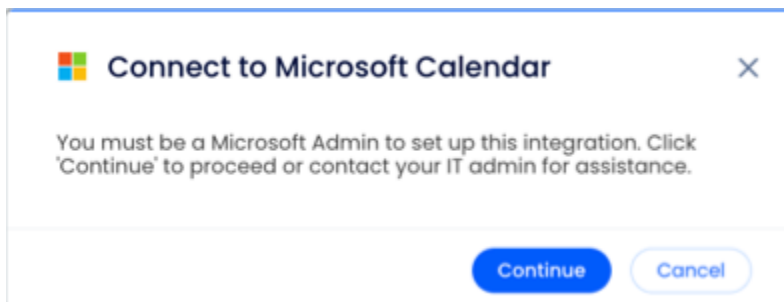 Connect to Microsoft Calendar
You must be a Microsoft Admin to set up this integration. Click
'Continue' to proceed or contact your IT admin for assistance.
Continue
Cancel